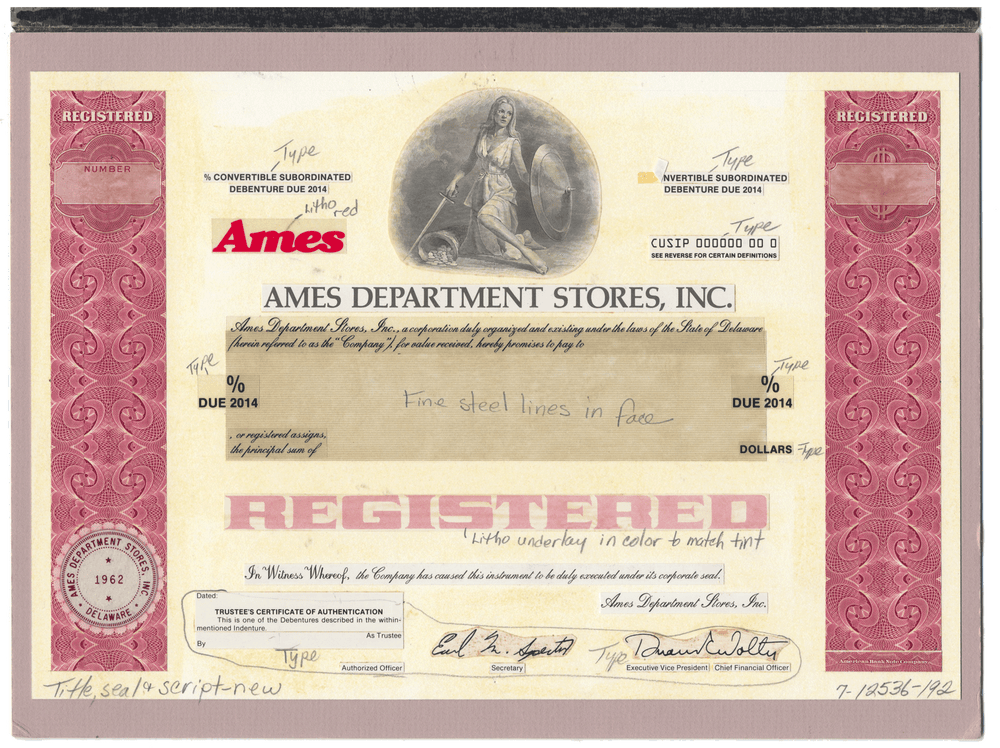 REGISTERED
REGISTERED
NUMBER
Type
% CONVERTIBLE SUBORDINATED
DEBENTURE DUE 2014
Type
NVERTIBLE SUBORDINATED
DEBENTURE DUE 2014
Litho red
Ames
Type
CUSIP 000000 00 0
SEE REVERSE FOR CERTAIN DEFINITIONS
AMES DEPARTMENT STORES, INC.
Ames Department Stores, Inc., a corporation duly organized and existing under the laws of the State of Delaware
(herein referred to as the "Company"), for value received, hereby promises to pay to
Type
%
DUE 2014
Type
%
DUE 2014
Fine steel lines in face
, or registered assigns,
the principal sum of
DOLLARS - Type
REGISTERED
Litho underlay in color to match tint
In Witness Whereof, the Company has caused this instrument to be duly executed under its corporate seal.
AMES DEPARTMENT STORES, INC.
1962
DELAWARE
Dated:
TRUSTEE'S CERTIFICATE OF AUTHENTICATION
This is one of the Debentures described in the within-
mentioned Indenture.
As Trustee
By
Type
Authorized Officer
Ames Department Stores, Inc.
Secretary
Type
Executive Vice President Chief Financial Officer
American Bank Note Company
Title, seal & script-new
7-12536-192